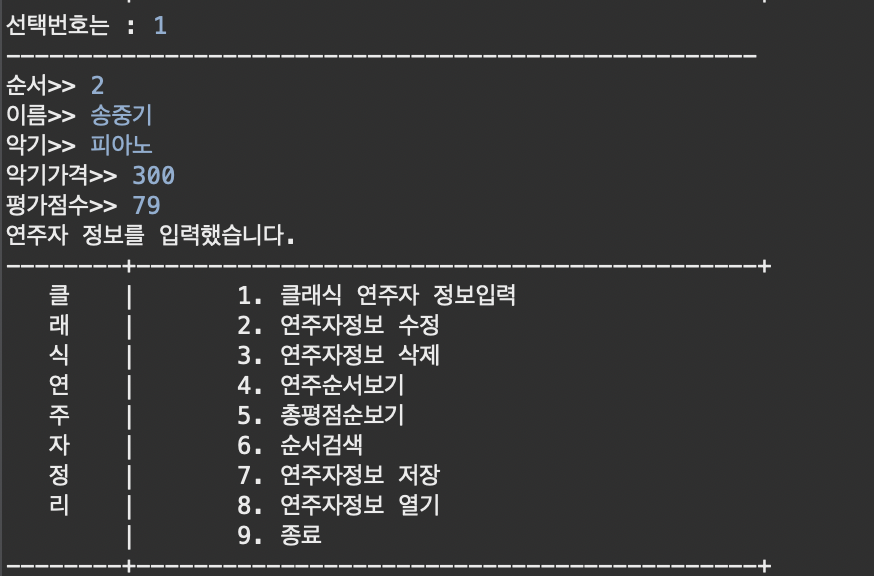 선택번호는 : 1
----------------------------------------------------
순서>> 2
이름>> 송중기
악기>> 피아노
악기가격>> 300
평가점수>> 79
연주자 정보를 입력했습니다.
--------+-------------------------------------------+
클 | 1. 클래식 연주자 정보입력
래 | 2. 연주자정보 수정
식 | 3. 연주자정보 삭제
연 | 4. 연주순서보기
주 | 5. 총평점순보기
자 | 6. 순서검색
정 | 7. 연주자정보 저장
리 | 8. 연주자정보 열기
| 9. 종료
--------+-------------------------------------------+